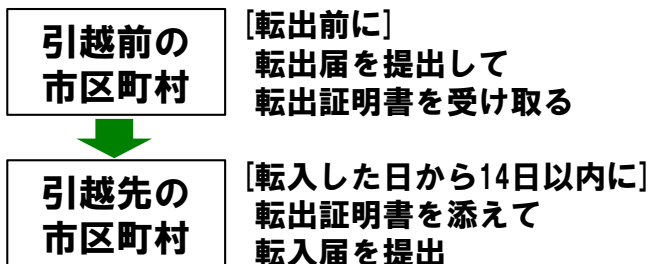 引越前の
市区町村
[転出前に]
転出届を提出して
転出証明書を受け取る
引越先の
市区町村
[転入した日から14日以内に]
転出証明書を添えて
転入届を提出